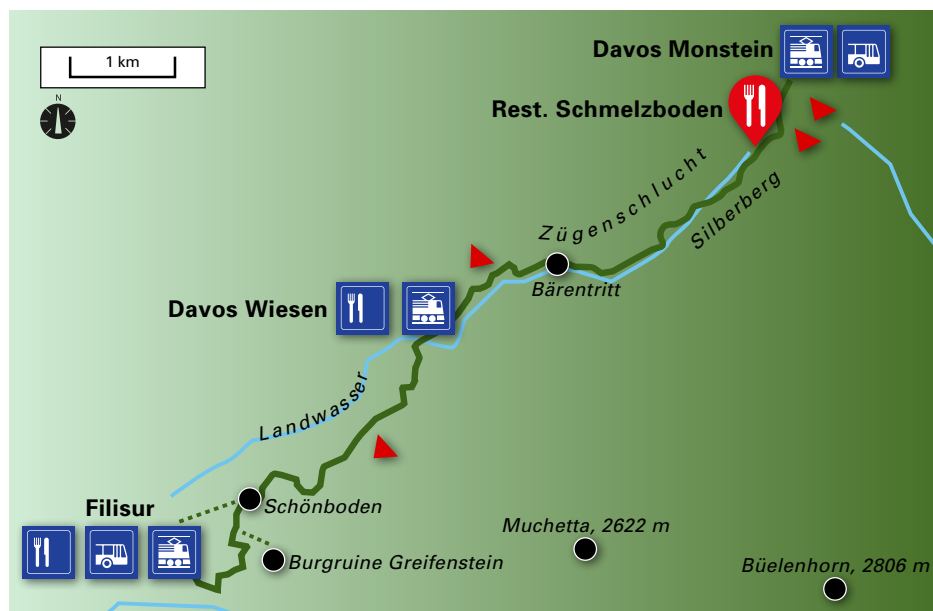 1 km
N
Davos Monstein
Rest. Schmelzboden
Zügenschlucht
Silberberg
Bärentritt
Davos Wiesen
Landwasser
Filisur
Schönboden
Burgruine Greifenstein
Muchetta, 2622 m
Büelenhorn, 2806 m